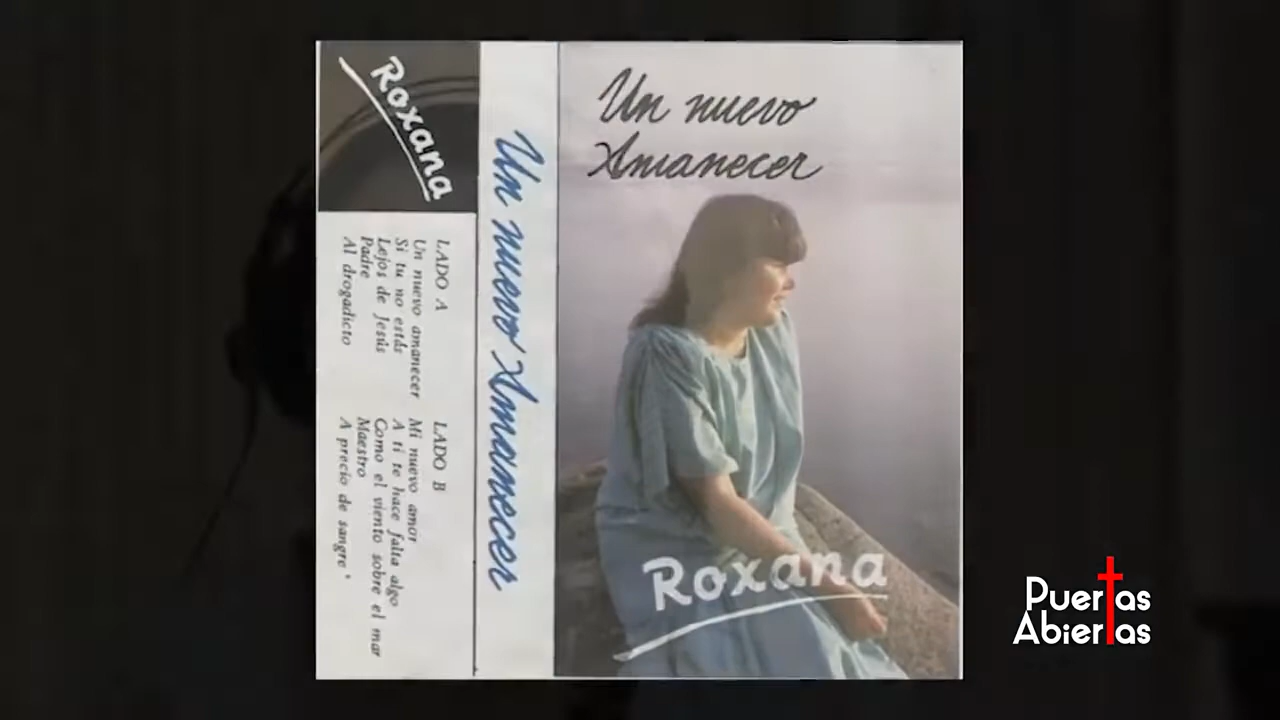 Roxana
LADO A
Un nuevo amanecer
Si tu no estás
Lejos de Jesús
Padre
Al drogadicto
LADO B
Mi nuevo amor
A ti te hace falta algo
Como el viento sobre el mar
Maestro
A precio de sangre
Un nuevo Amanecer
Un nuevo
Amanecer
Roxana
Puertas
Abiertas